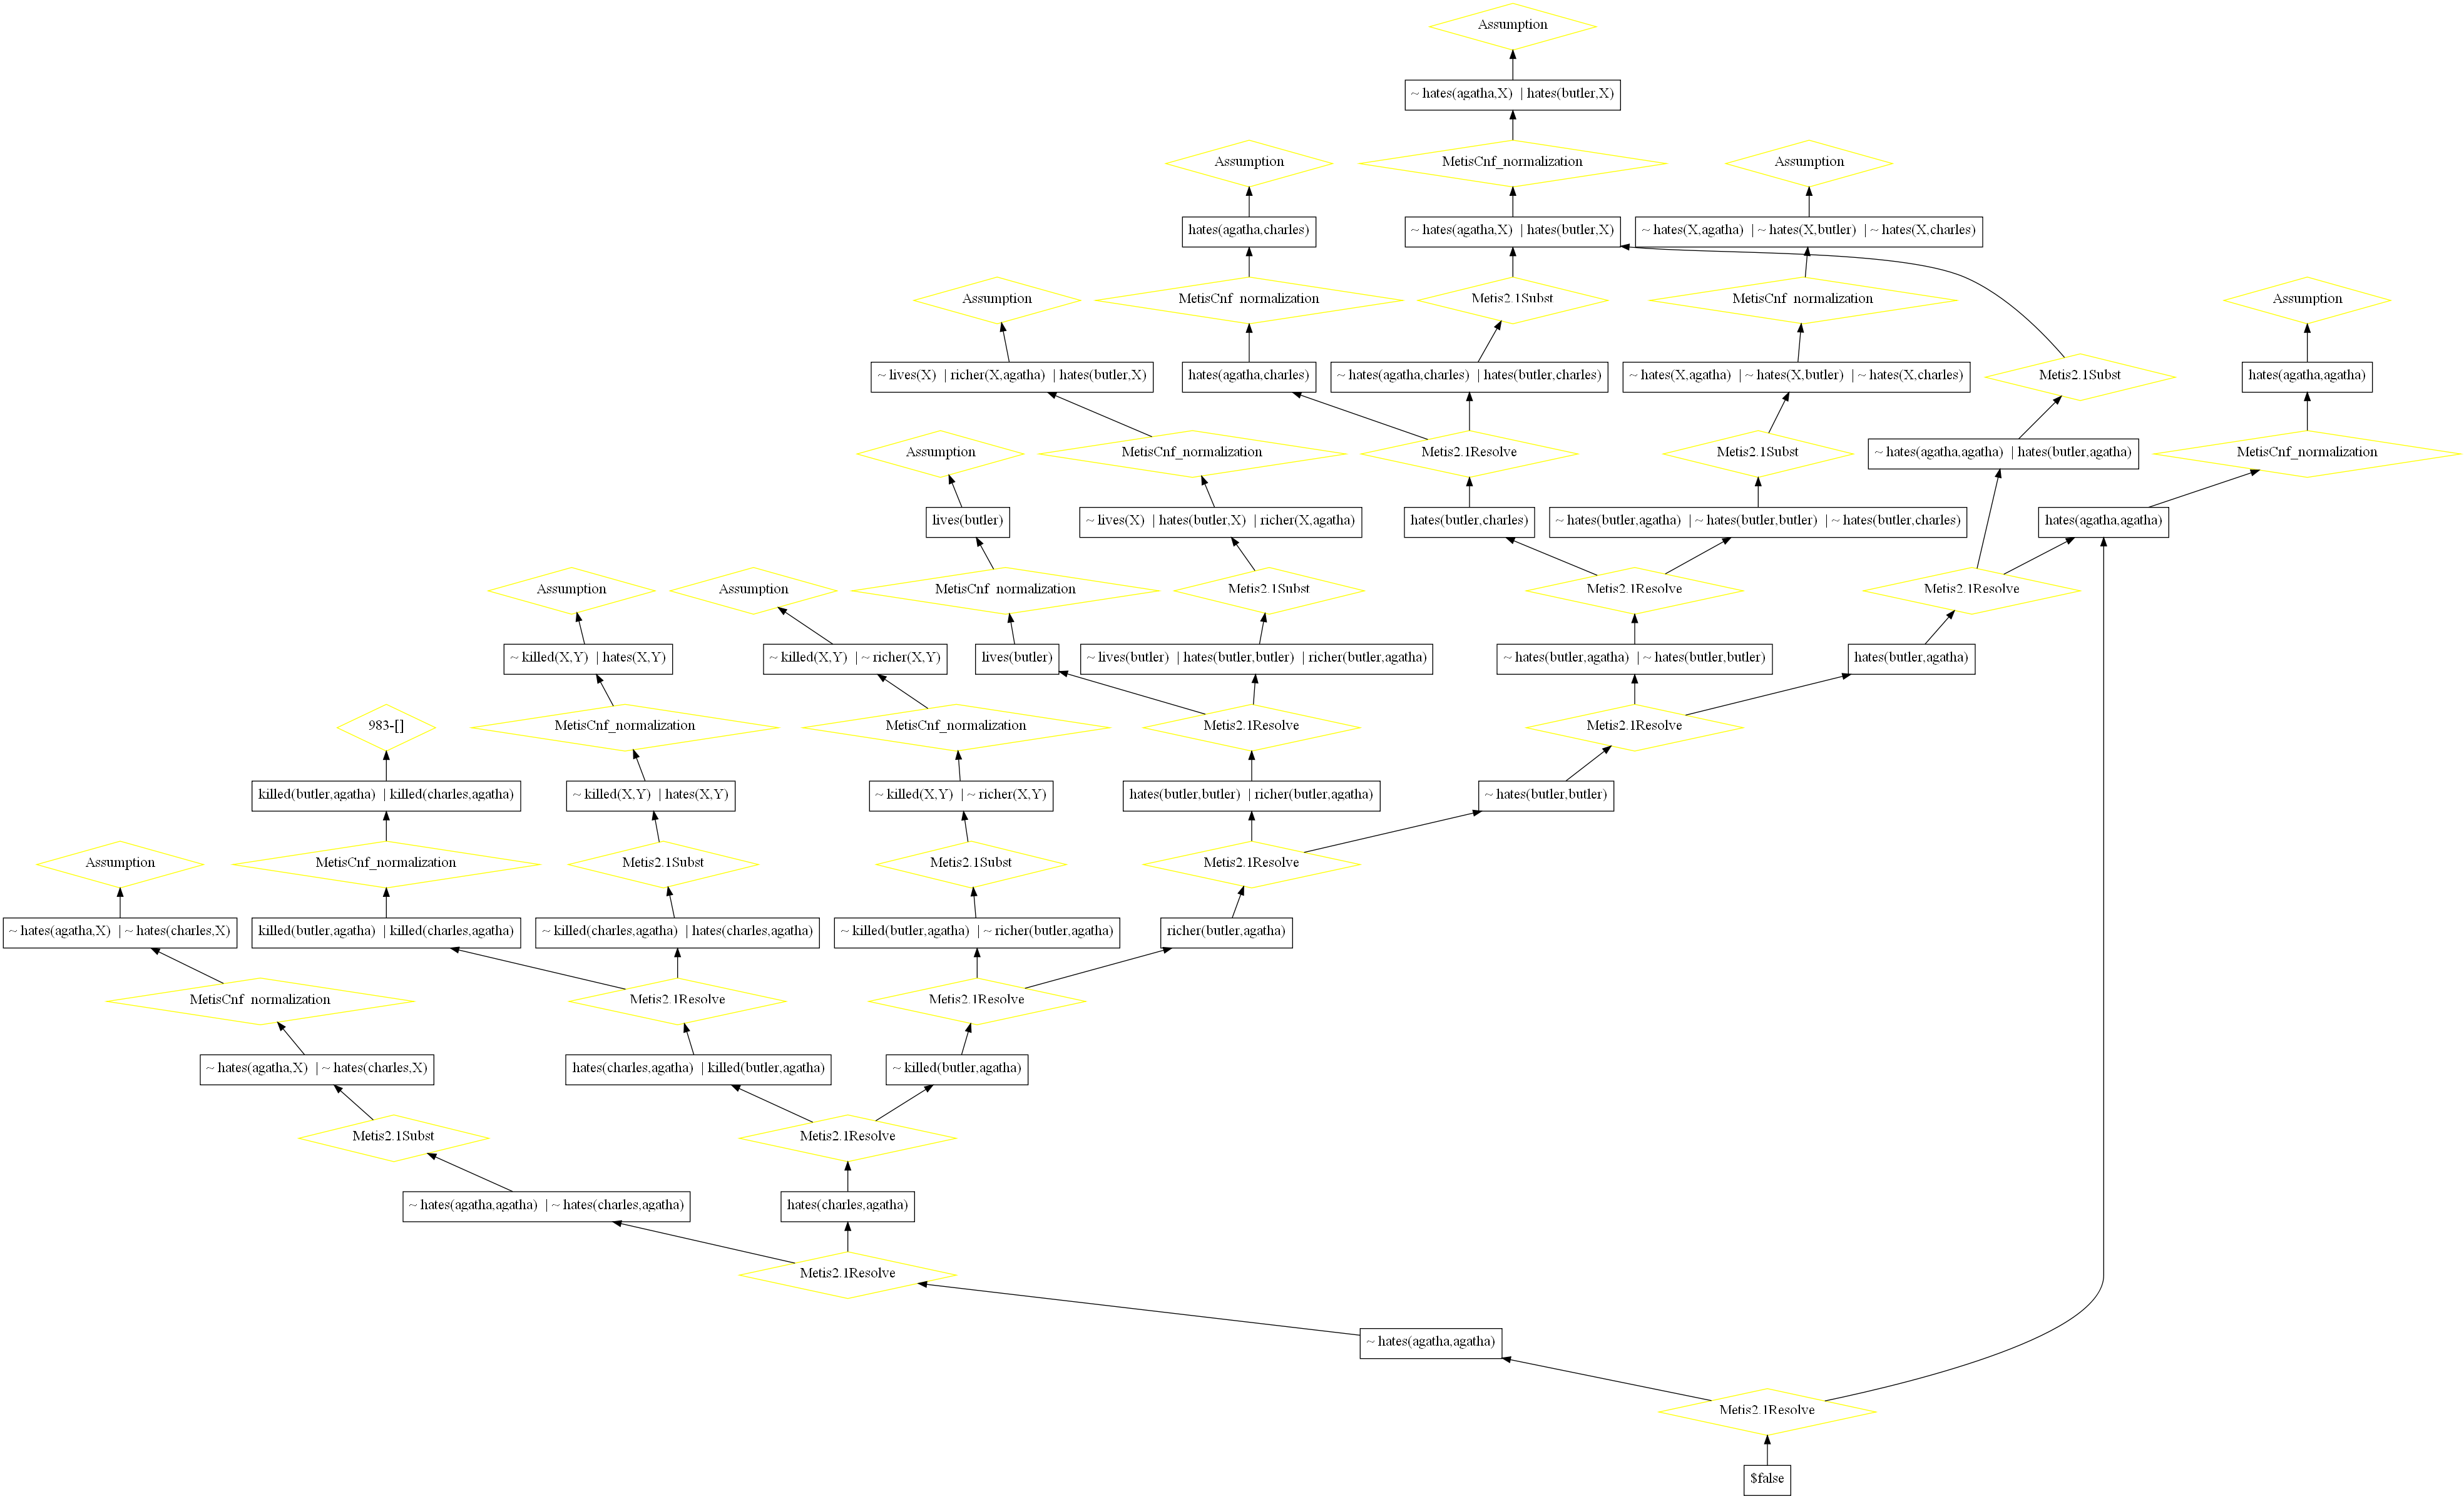 Assumption
~ hates(agatha,X) | hates(butler,X)
Assumption
MetisCnf_normalization
Assumption
hates(agatha,charles)
~ hates(agatha,X) | hates(butler,X)
~ hates(X,agatha) | ~ hates(X,butler) | ~ hates(X,charles)
Assumption
MetisCnf_normalization
Metis2.1Subst
MetisCnf_normalization
Assumption
~ lives(X) | richer(X,agatha) | hates(butler,X)
hates(agatha,charles)
~ hates(agatha,charles) | hates(butler,charles)
~ hates(X,agatha) | ~ hates(X,butler) | ~ hates(X,charles)
Metis2.1Subst
hates(agatha,agatha)
Assumption
MetisCnf_normalization
Metis2.1Resolve
Metis2.1Subst
~ hates(agatha,agatha) | hates(butler,agatha)
MetisCnf_normalization
lives(butler)
~ lives(X) | hates(butler,X) | richer(X,agatha)
hates(butler,charles)
~ hates(butler,agatha) | ~ hates(butler,butler) | ~ hates(butler,charles)
hates(agatha,agatha)
Assumption
Assumption
MetisCnf_normalization
Metis2.1Subst
Metis2.1Resolve
Metis2.1Resolve
~ killed(X,Y) | hates(X,Y)
~ killed(X,Y) | ~ richer(X,Y)
lives(butler)
~ lives(butler) | hates(butler,butler) | richer(butler,agatha)
~ hates(butler,agatha) | ~ hates(butler,butler)
hates(butler,agatha)
983-[]
MetisCnf_normalization
MetisCnf_normalization
Metis2.1Resolve
Metis2.1Resolve
killed(butler,agatha) | killed(charles,agatha)
~ killed(X,Y) | hates(X,Y)
~ killed(X,Y) | ~ richer(X,Y)
hates(butler,butler) | richer(butler,agatha)
~ hates(butler,butler)
Assumption
MetisCnf_normalization
Metis2.1Subst
Metis2.1Subst
Metis2.1Resolve
~ hates(agatha,X) | ~ hates(charles,X)
killed(butler,agatha) | killed(charles,agatha)
~ killed(charles,agatha) | hates(charles,agatha)
~ killed(butler,agatha) | ~ richer(butler,agatha)
richer(butler,agatha)
MetisCnf_normalization
Metis2.1Resolve
Metis2.1Resolve
~ hates(agatha,X) | ~ hates(charles,X)
hates(charles,agatha) | killed(butler,agatha)
~ killed(butler,agatha)
Metis2.1Subst
Metis2.1Resolve
~ hates(agatha,agatha) | ~ hates(charles,agatha)
hates(charles,agatha)
Metis2.1Resolve
~ hates(agatha,agatha)
Metis2.1Resolve
$false